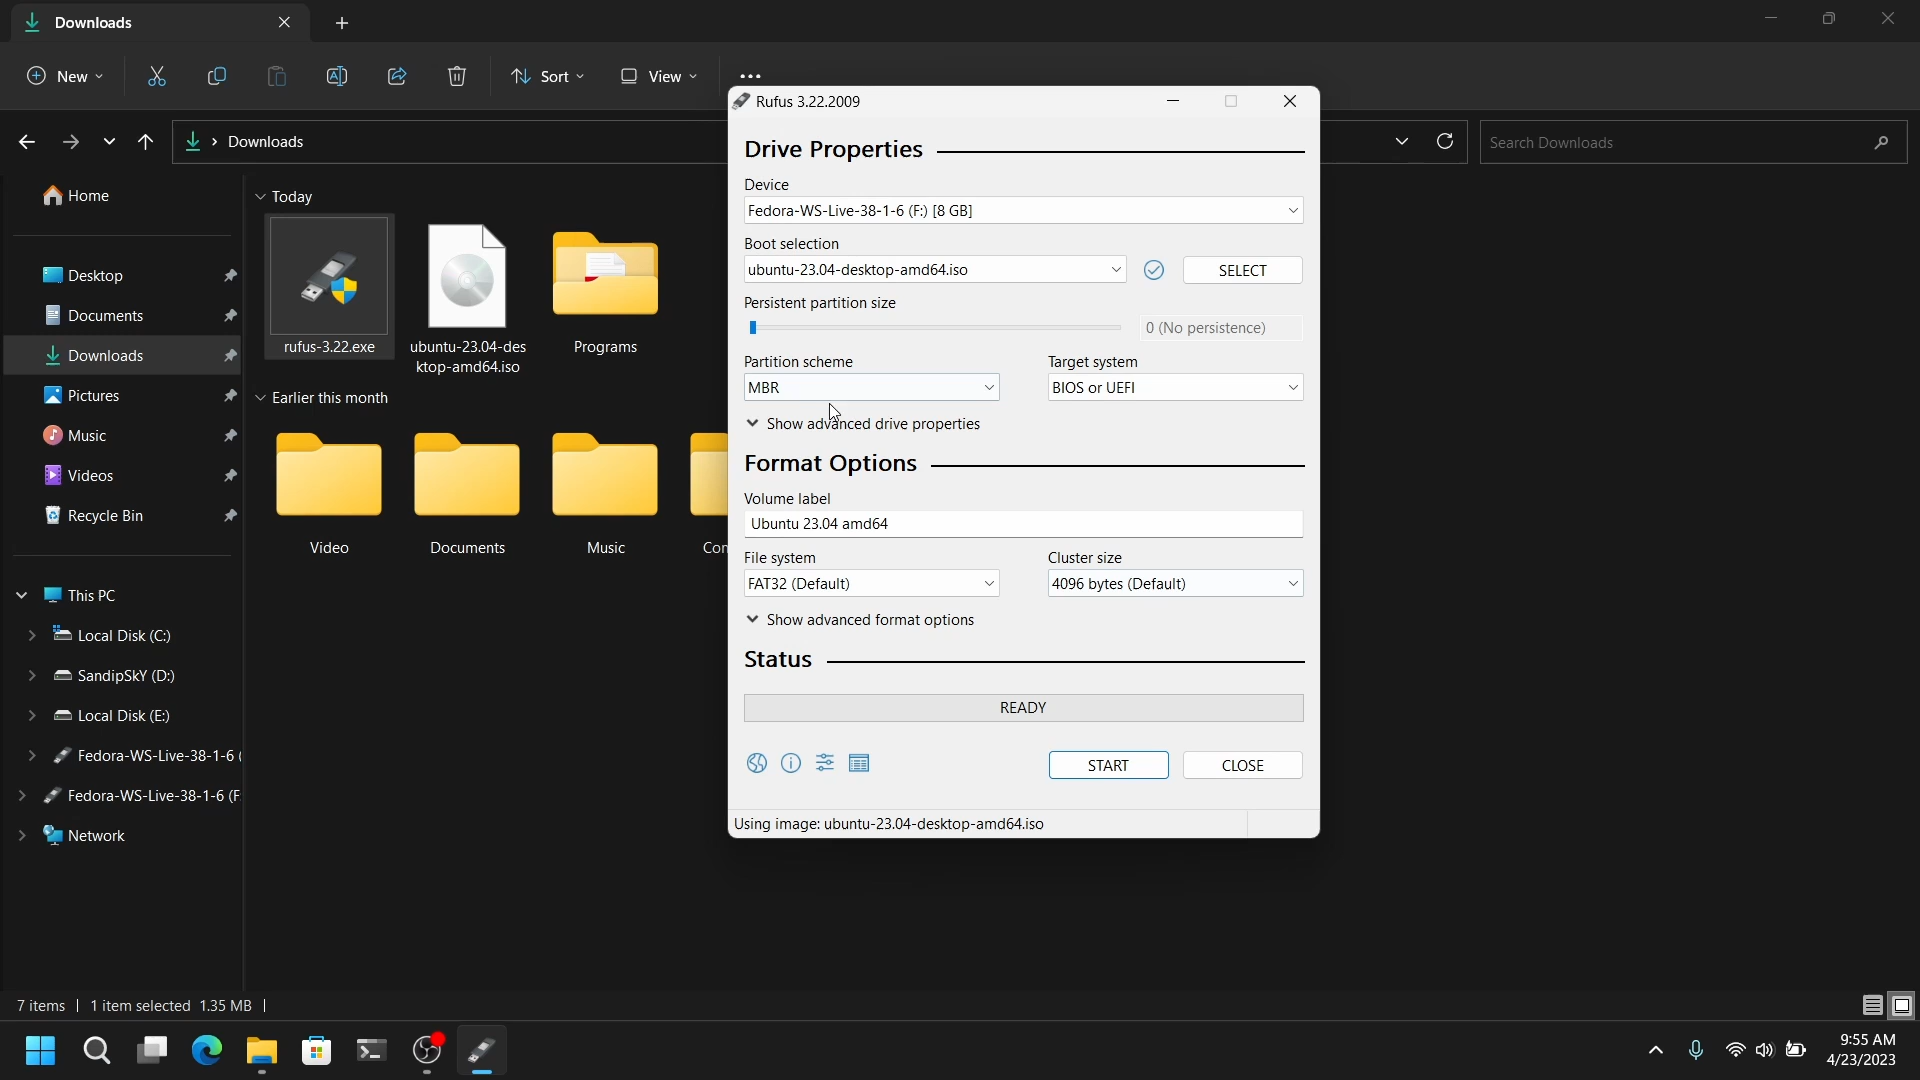 Downloads
New
Sort
View
Downloads
Search Downloads
Home
Desktop
Documents
Downloads
Pictures
Music
Videos
Recycle Bin
This PC
Local Disk (C:)
SandipSkY (D:)
Local Disk (E:)
Fedora-WS-Live-38-1-6 (
Fedora-WS-Live-38-1-6 (F:
Network
Today
rufus-3.22.exe
ubuntu-23.04-des
ktop-amd64.iso
Programs
Earlier this month
Video
Documents
Music
Con
Rufus 3.22.2009
Drive Properties
Device
Fedora-WS-Live-38-1-6 (F:) [8 GB]
Boot selection
ubuntu-23.04-desktop-amd64.iso
SELECT
Persistent partition size
0 (No persistence)
Partition scheme
Target system
MBR
BIOS or UEFI
Show advanced drive properties
Format Options
Volume label
Ubuntu 23.04 amd64
File system
Cluster size
FAT32 (Default)
4096 bytes (Default)
Show advanced format options
Status
READY
START
CLOSE
Using image: ubuntu-23.04-desktop-amd64.iso
7 items
1 item selected 1.35 MB
9:55 AM
4/23/2023